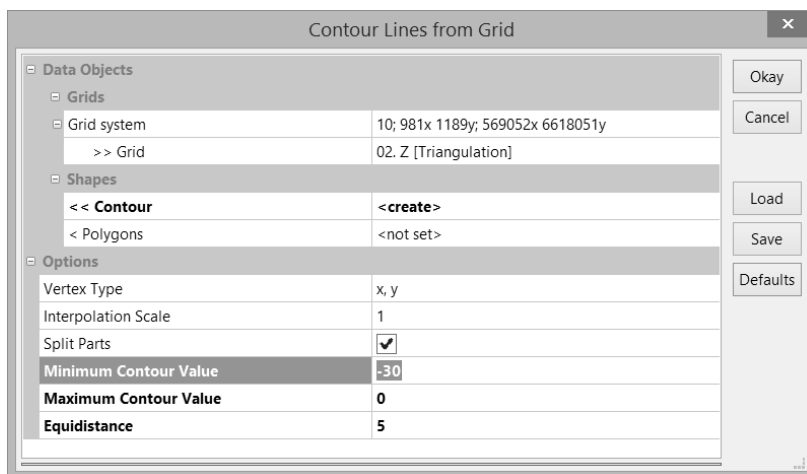 Contour Lines from Grid
Data Objects
Grids
Grid system 10; 981x 1189y; 569052x 6618051y
>> Grid 02. Z [Triangulation]
Shapes
<< Contour <create>
< Polygons <not set>
Options
Vertex Type x, y
Interpolation Scale 1
Split Parts
Minimum Contour Value -30
Maximum Contour Value 0
Equidistance 5
Okay
Cancel
Load
Save
Defaults